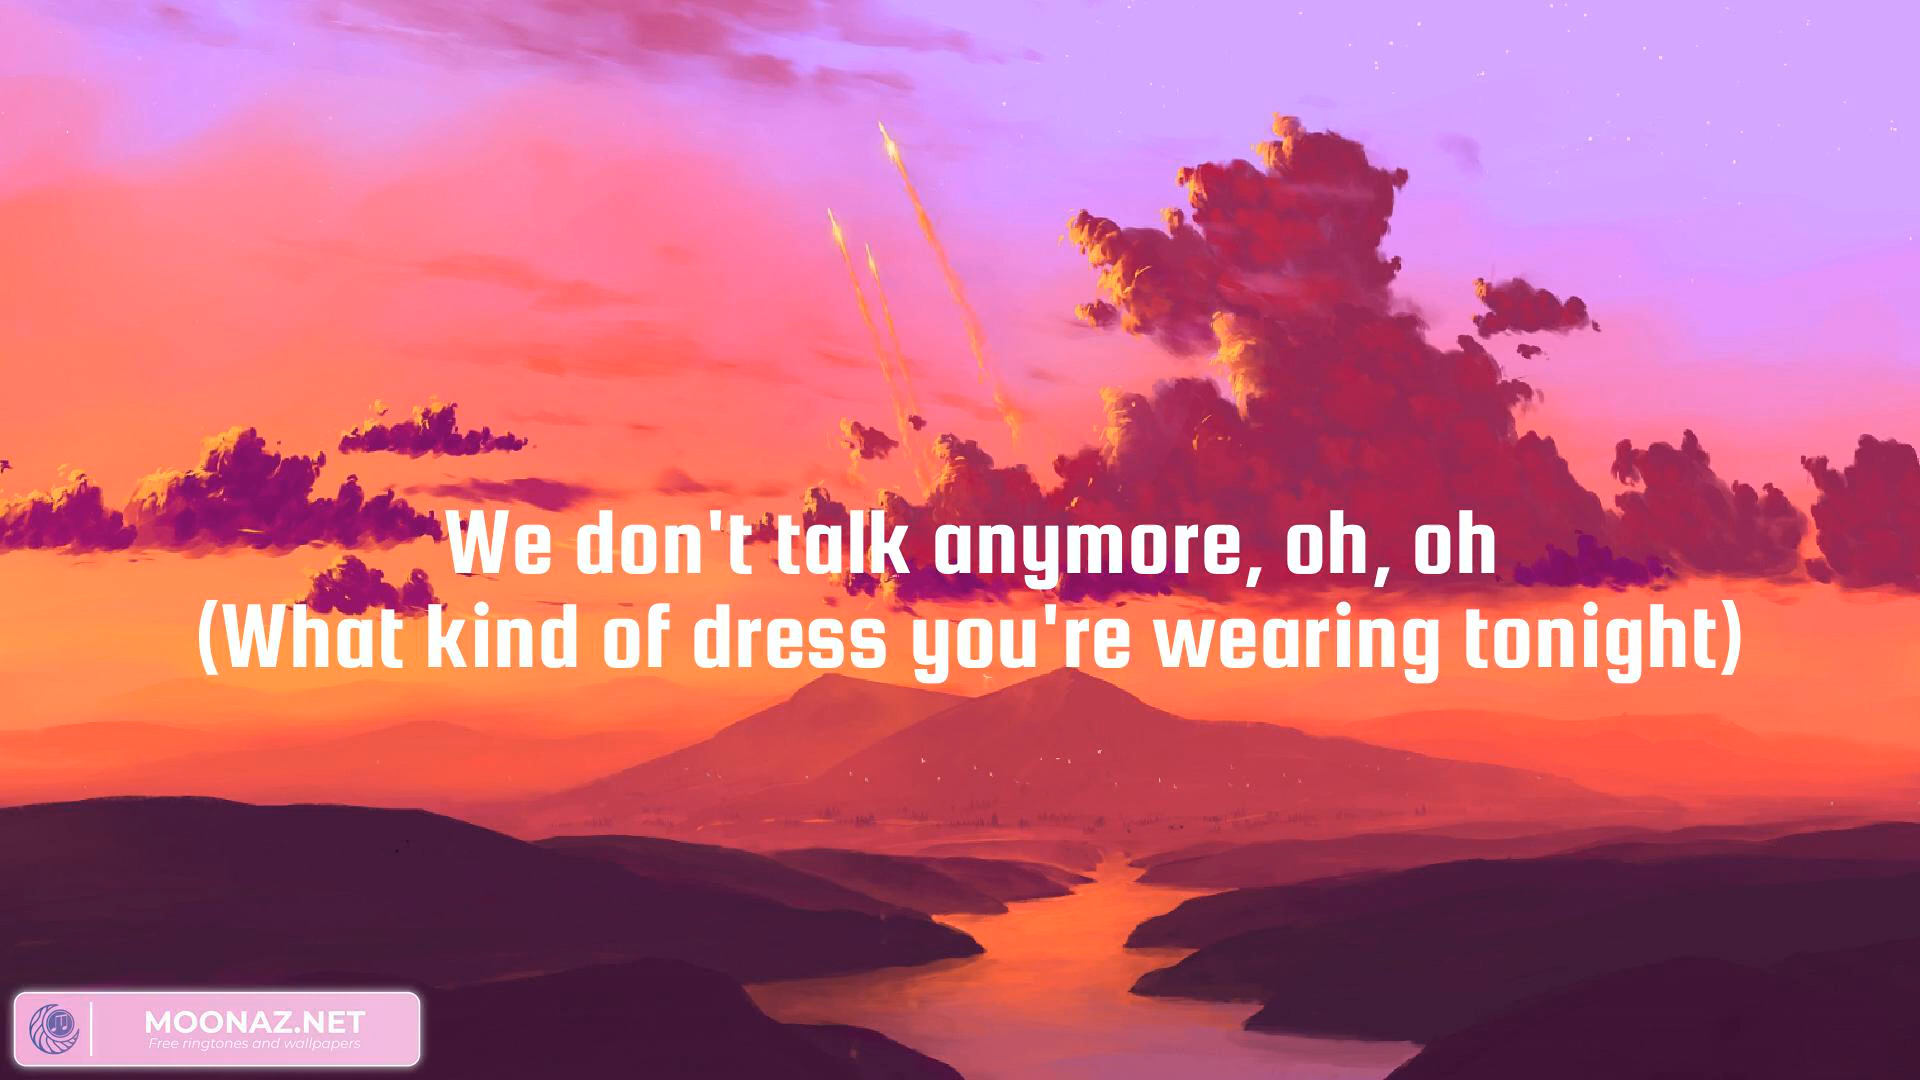 We don't talk anymore, oh, oh
(What kind of dress you're wearing tonight)
MOONAZ.NET
Free ringtones and wallpapers